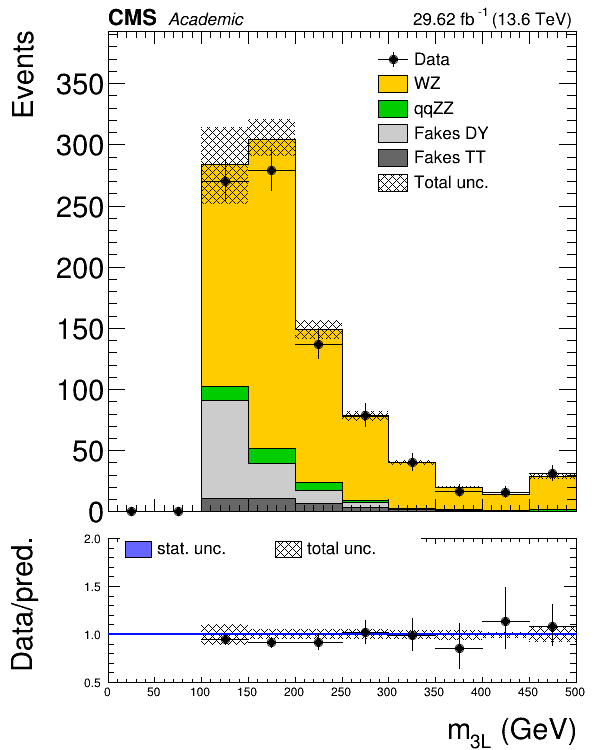 CMS Academic 29.62 fb -1 (13.6 TeV)
Events
350
300
250
200
150
100
50
0
Data
WZ
qqZZ
Fakes DY
Fakes TT
Total unc.
Data/pred.
2.0
1.5
1.0
0.5
stat. unc. total unc.
0 50 100 150 200 250 300 350 400 450 500
m3L (GeV)